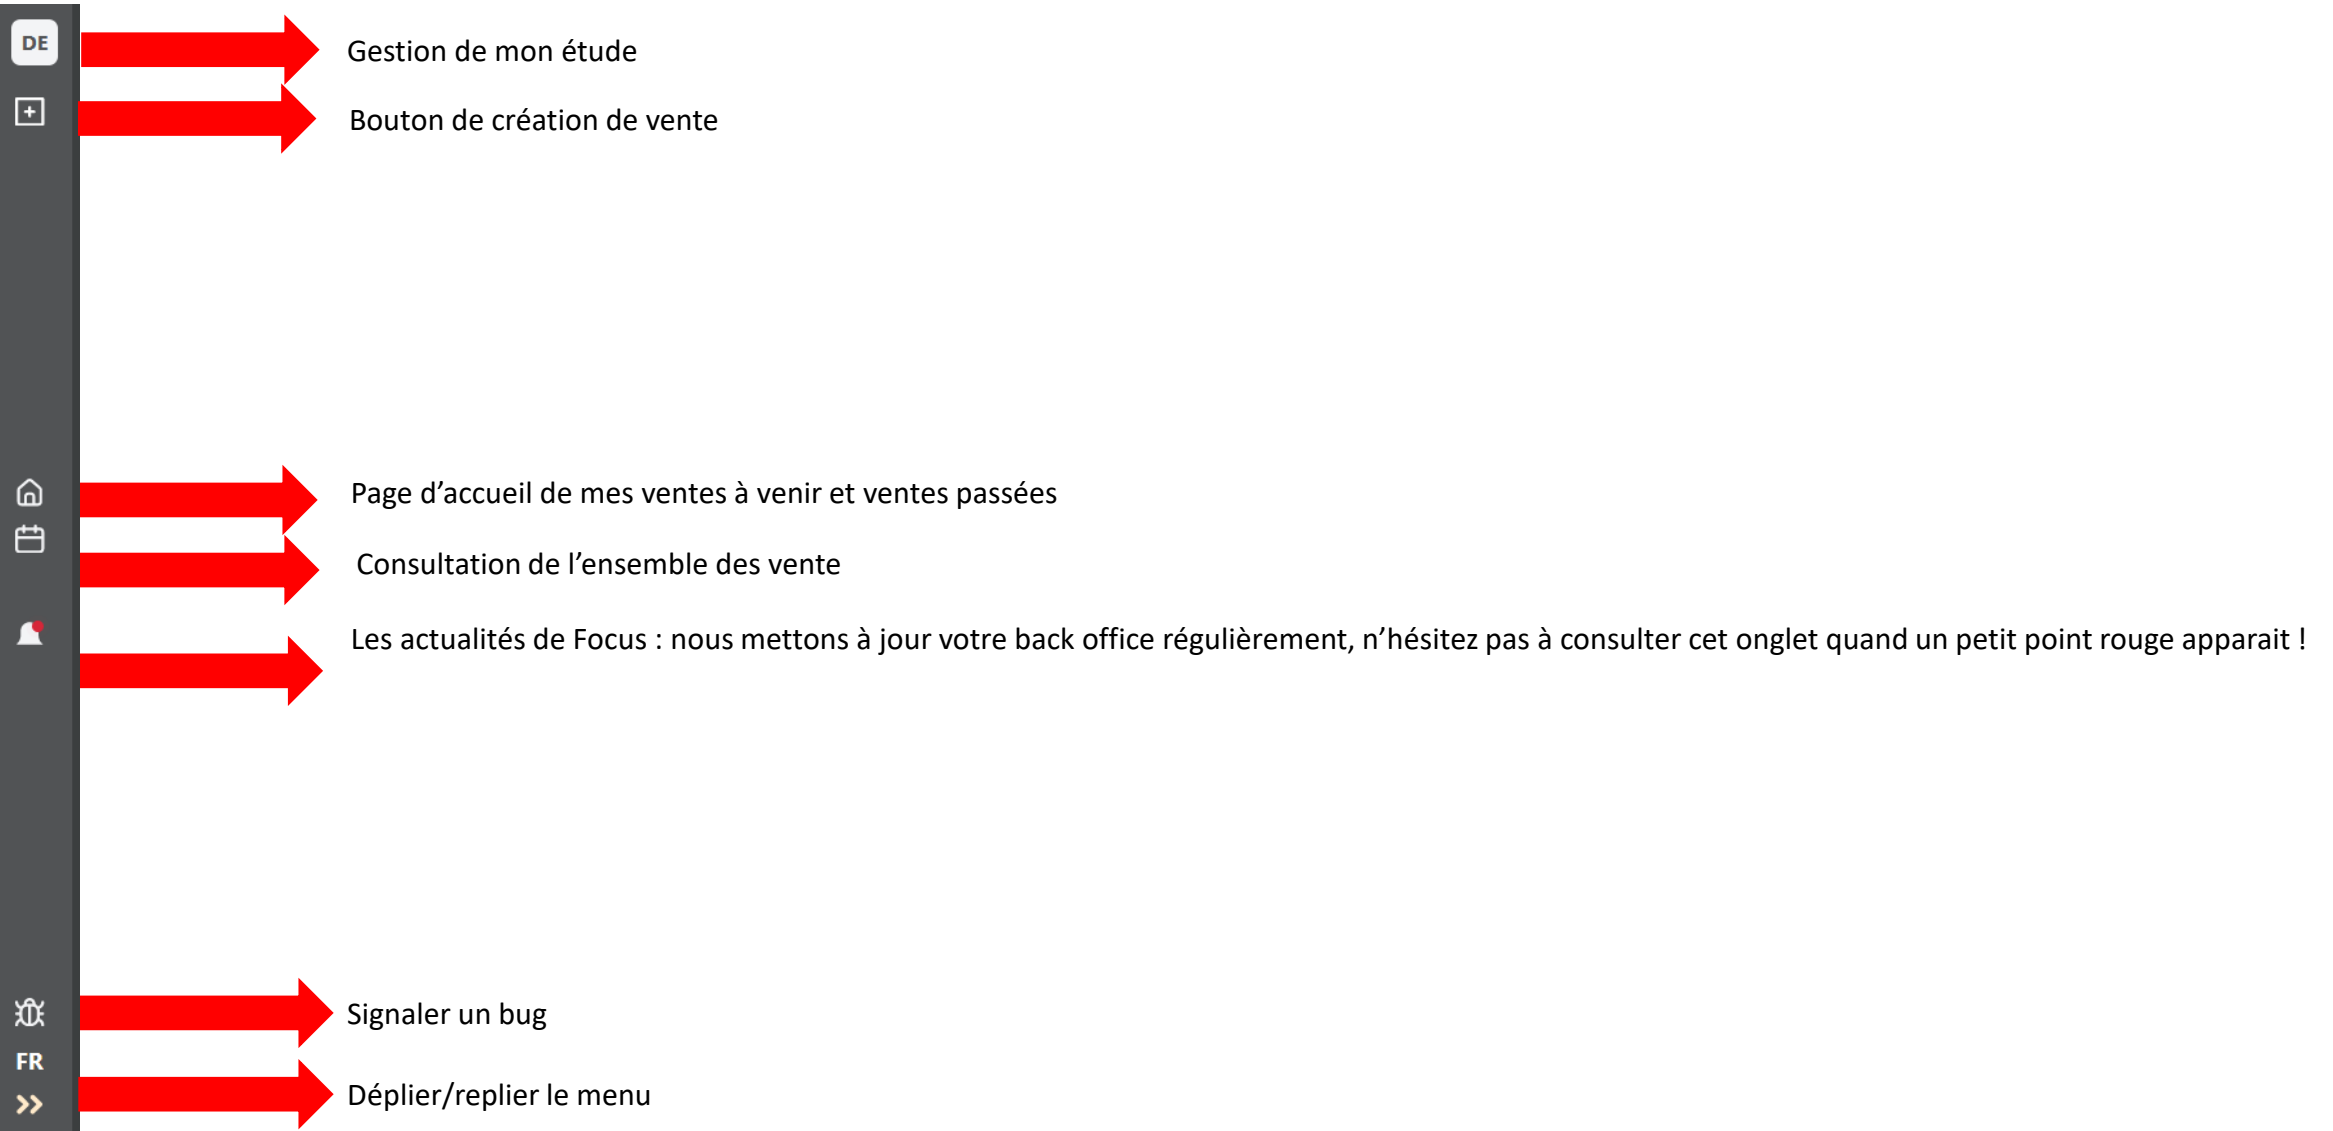 DE
Gestion de mon étude
Bouton de création de vente
Page d’accueil de mes ventes à venir et ventes passées
Consultation de l’ensemble des vente
Les actualités de Focus : nous mettons à jour votre back office régulièrement, n’hésitez pas à consulter cet onglet quand un petit point rouge apparait !
Signaler un bug
FR
Déplier/replier le menu